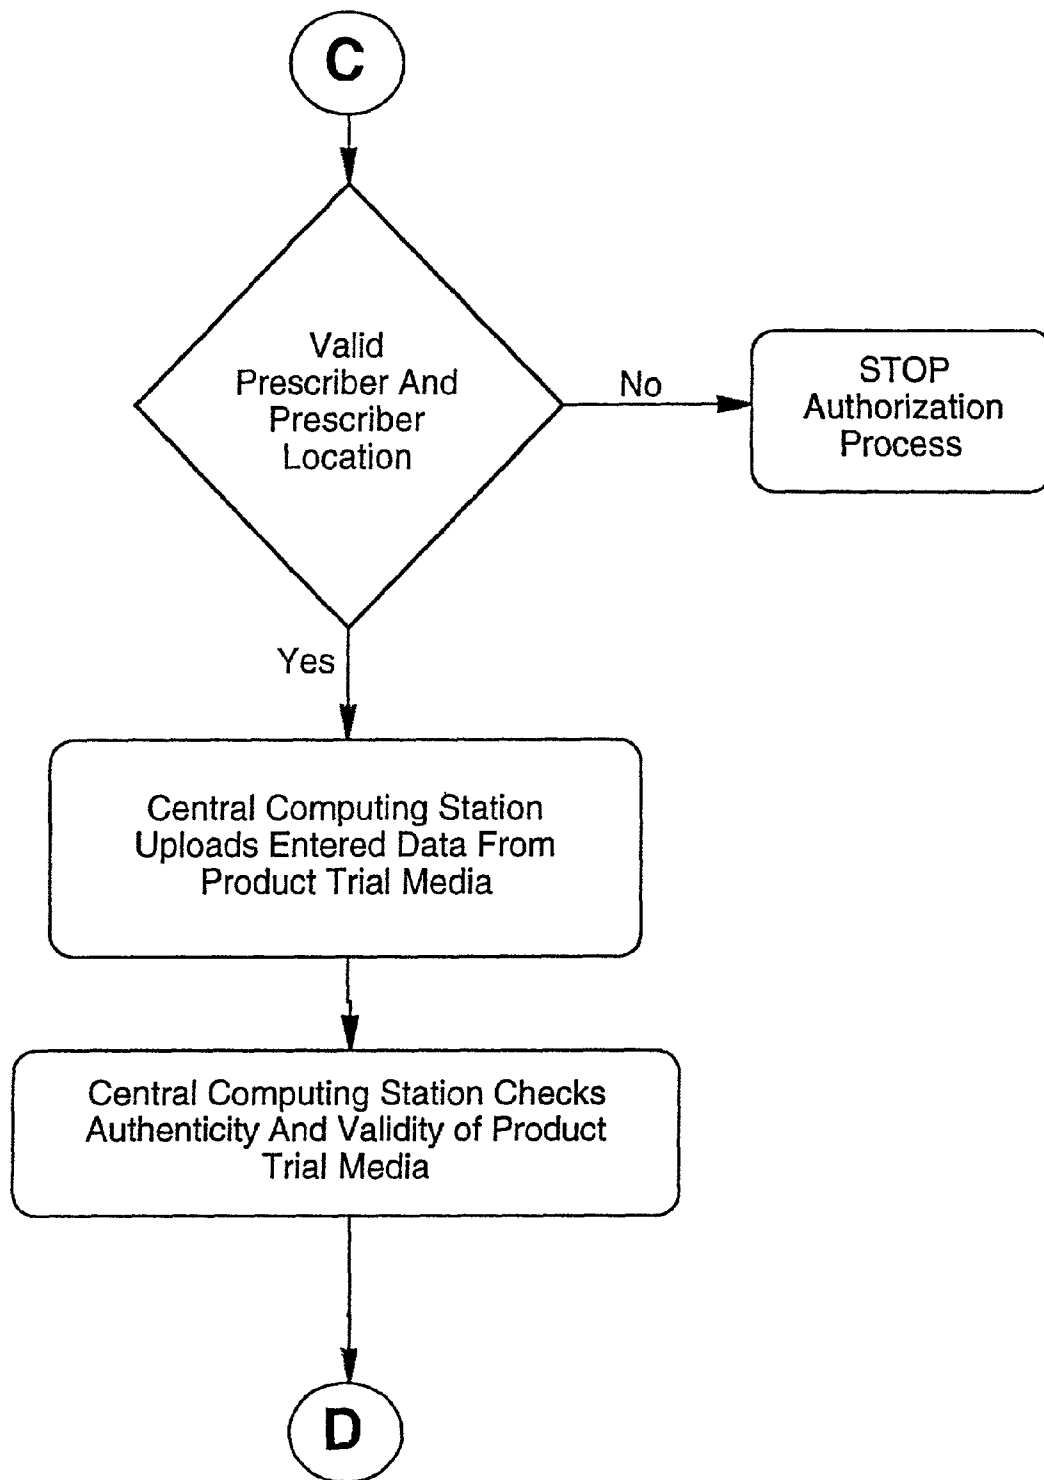 C
Valid
Prescriber And
Prescriber
Location
No
STOP
Authorization
Process
Yes
Central Computing Station
Uploads Entered Data From
Product Trial Media
Central Computing Station Checks
Authenticity And Validity of Product
Trial Media
D